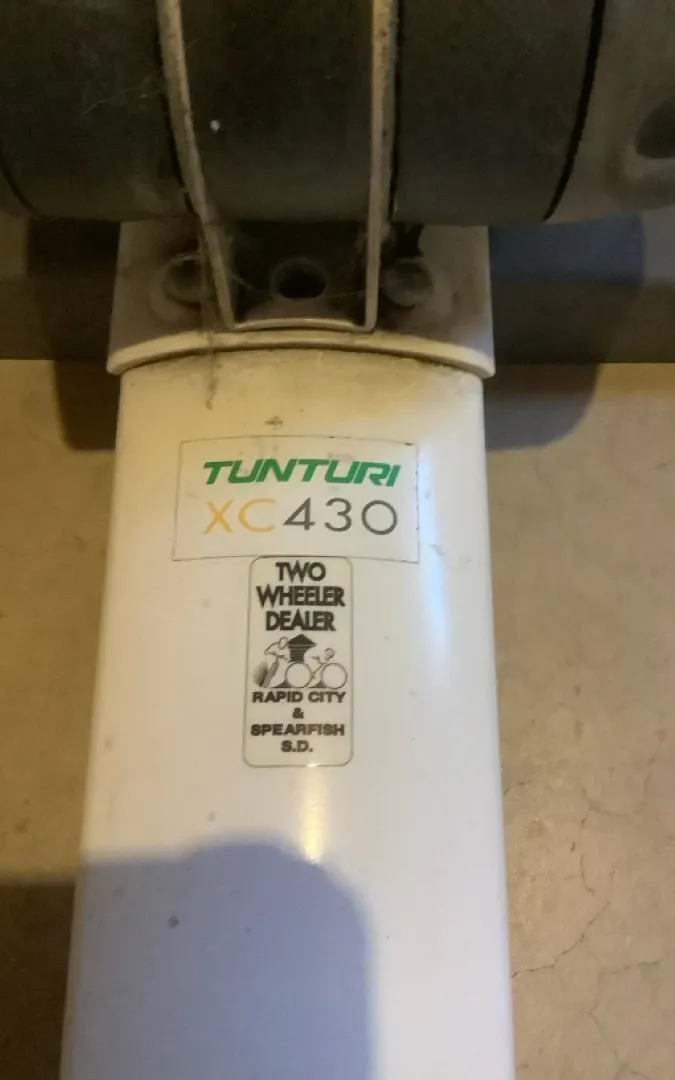 TUNTURI
XC430
TWO
WHEELER
DEALER
RAPID CITY
&
SPEARFISH
S.D.